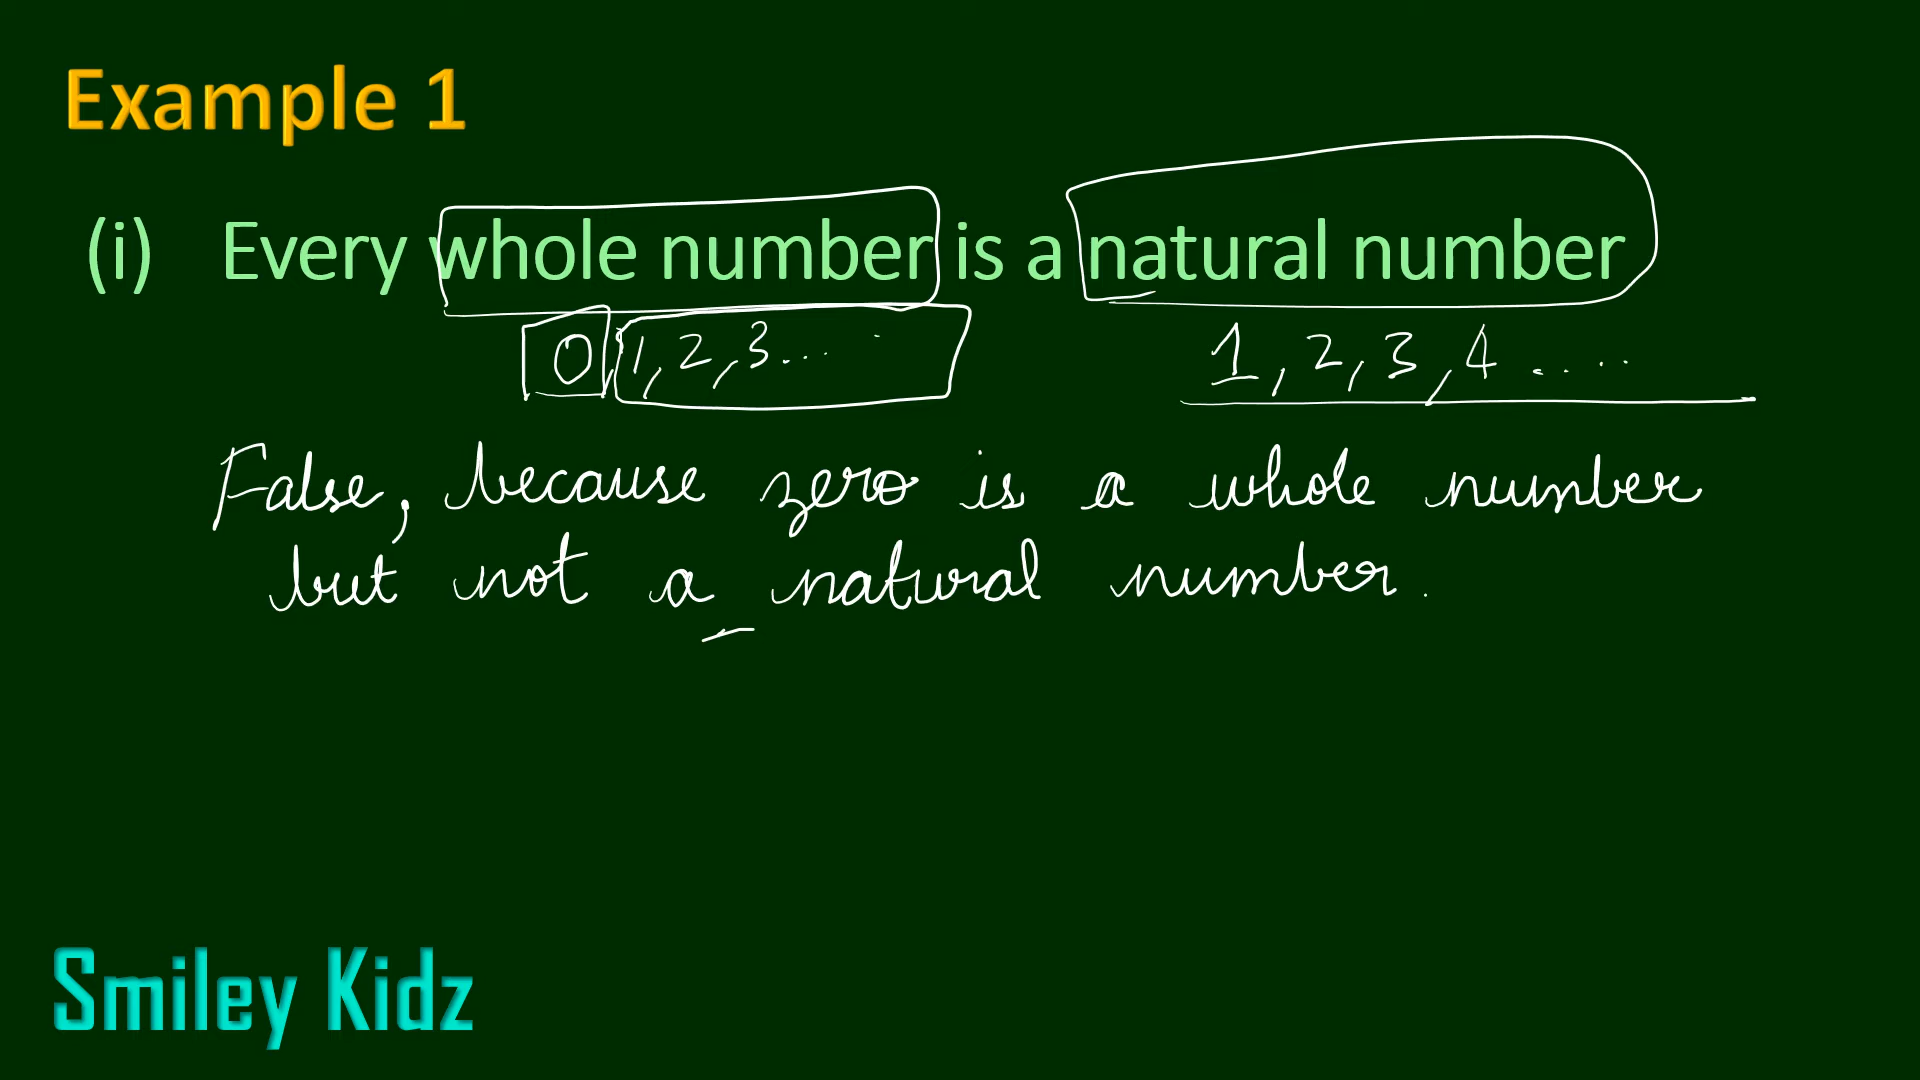 Example 1
(i) Every whole number is a natural number
0, 1, 2, 3... . 1, 2, 3, 4 .....
False, because zero is a whole number
but not a natural number.
Smiley Kidz